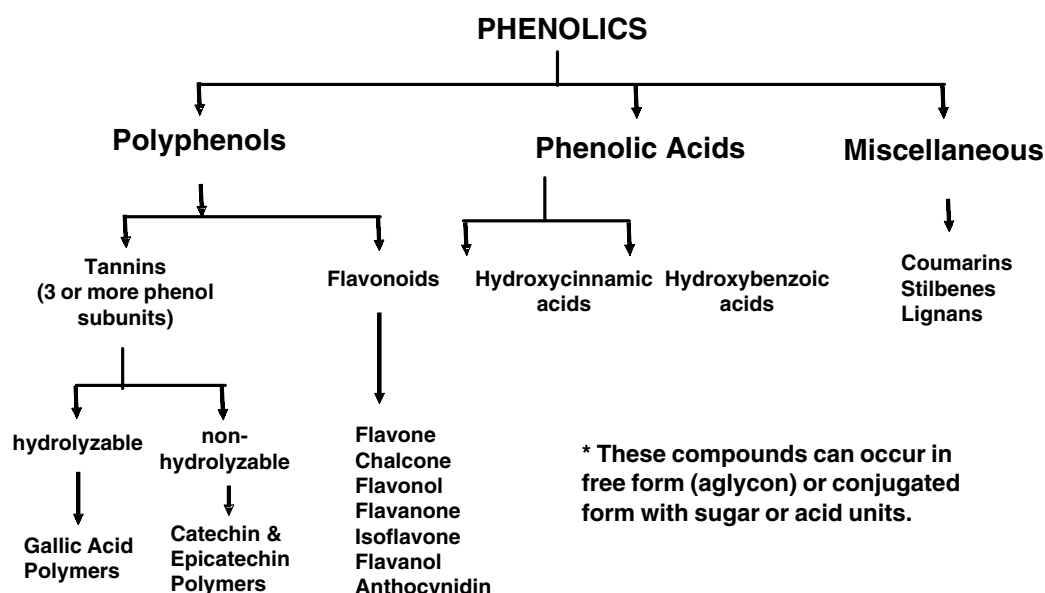 PHENOLICS
Polyphenols
Phenolic Acids
Miscellaneous
Tannins
(3 or more phenol
subunits)
Flavonoids
Hydroxycinnamic
acids
Hydroxybenzoic
acids
Coumarins
Stilbenes
Lignans
hydrolyzable
non-
hydrolyzable
Gallic Acid
Polymers
Catechin &
Epicatechin
Polymers
Flavone
Chalcone
Flavonol
Flavanone
Isoflavone
Flavanol
Anthocynidin
* These compounds can occur in
free form (aglycon) or conjugated
form with sugar or acid units.